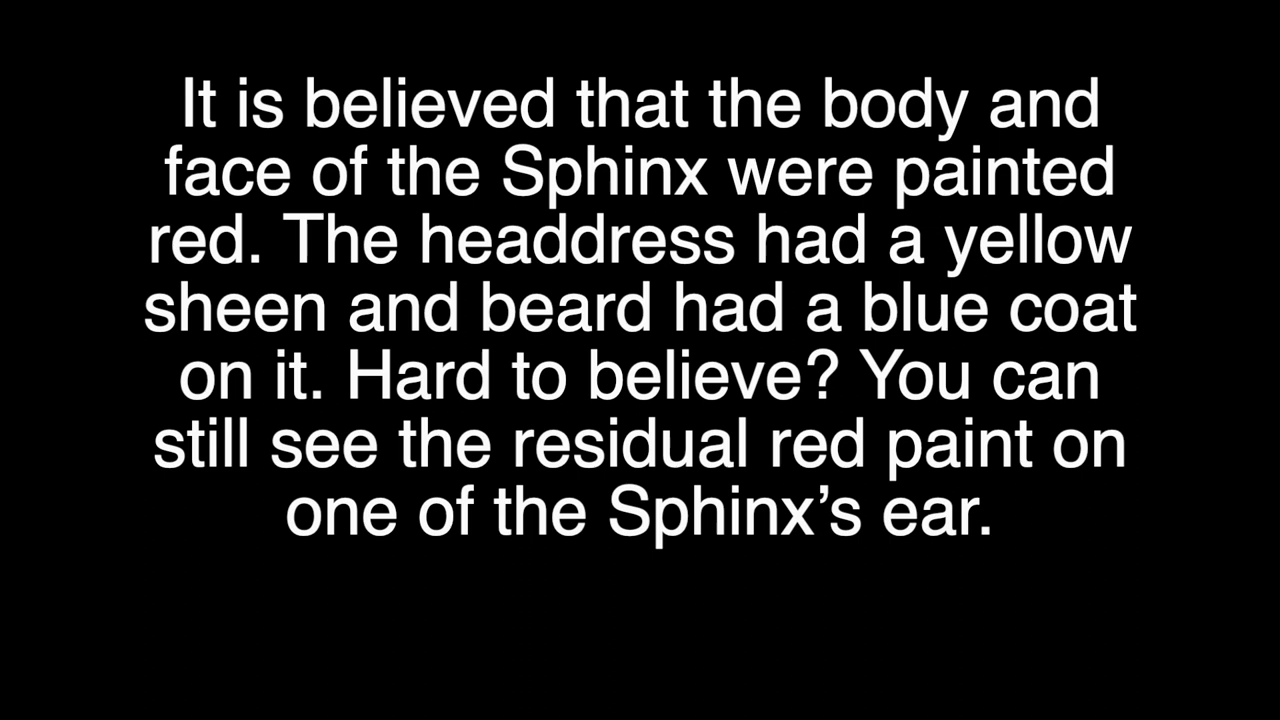 It is believed that the body and
face of the Sphinx were painted
red. The headdress had a yellow
sheen and beard had a blue coat
on it. Hard to believe? You can
still see the residual red paint on
one of the Sphinx’s ear.